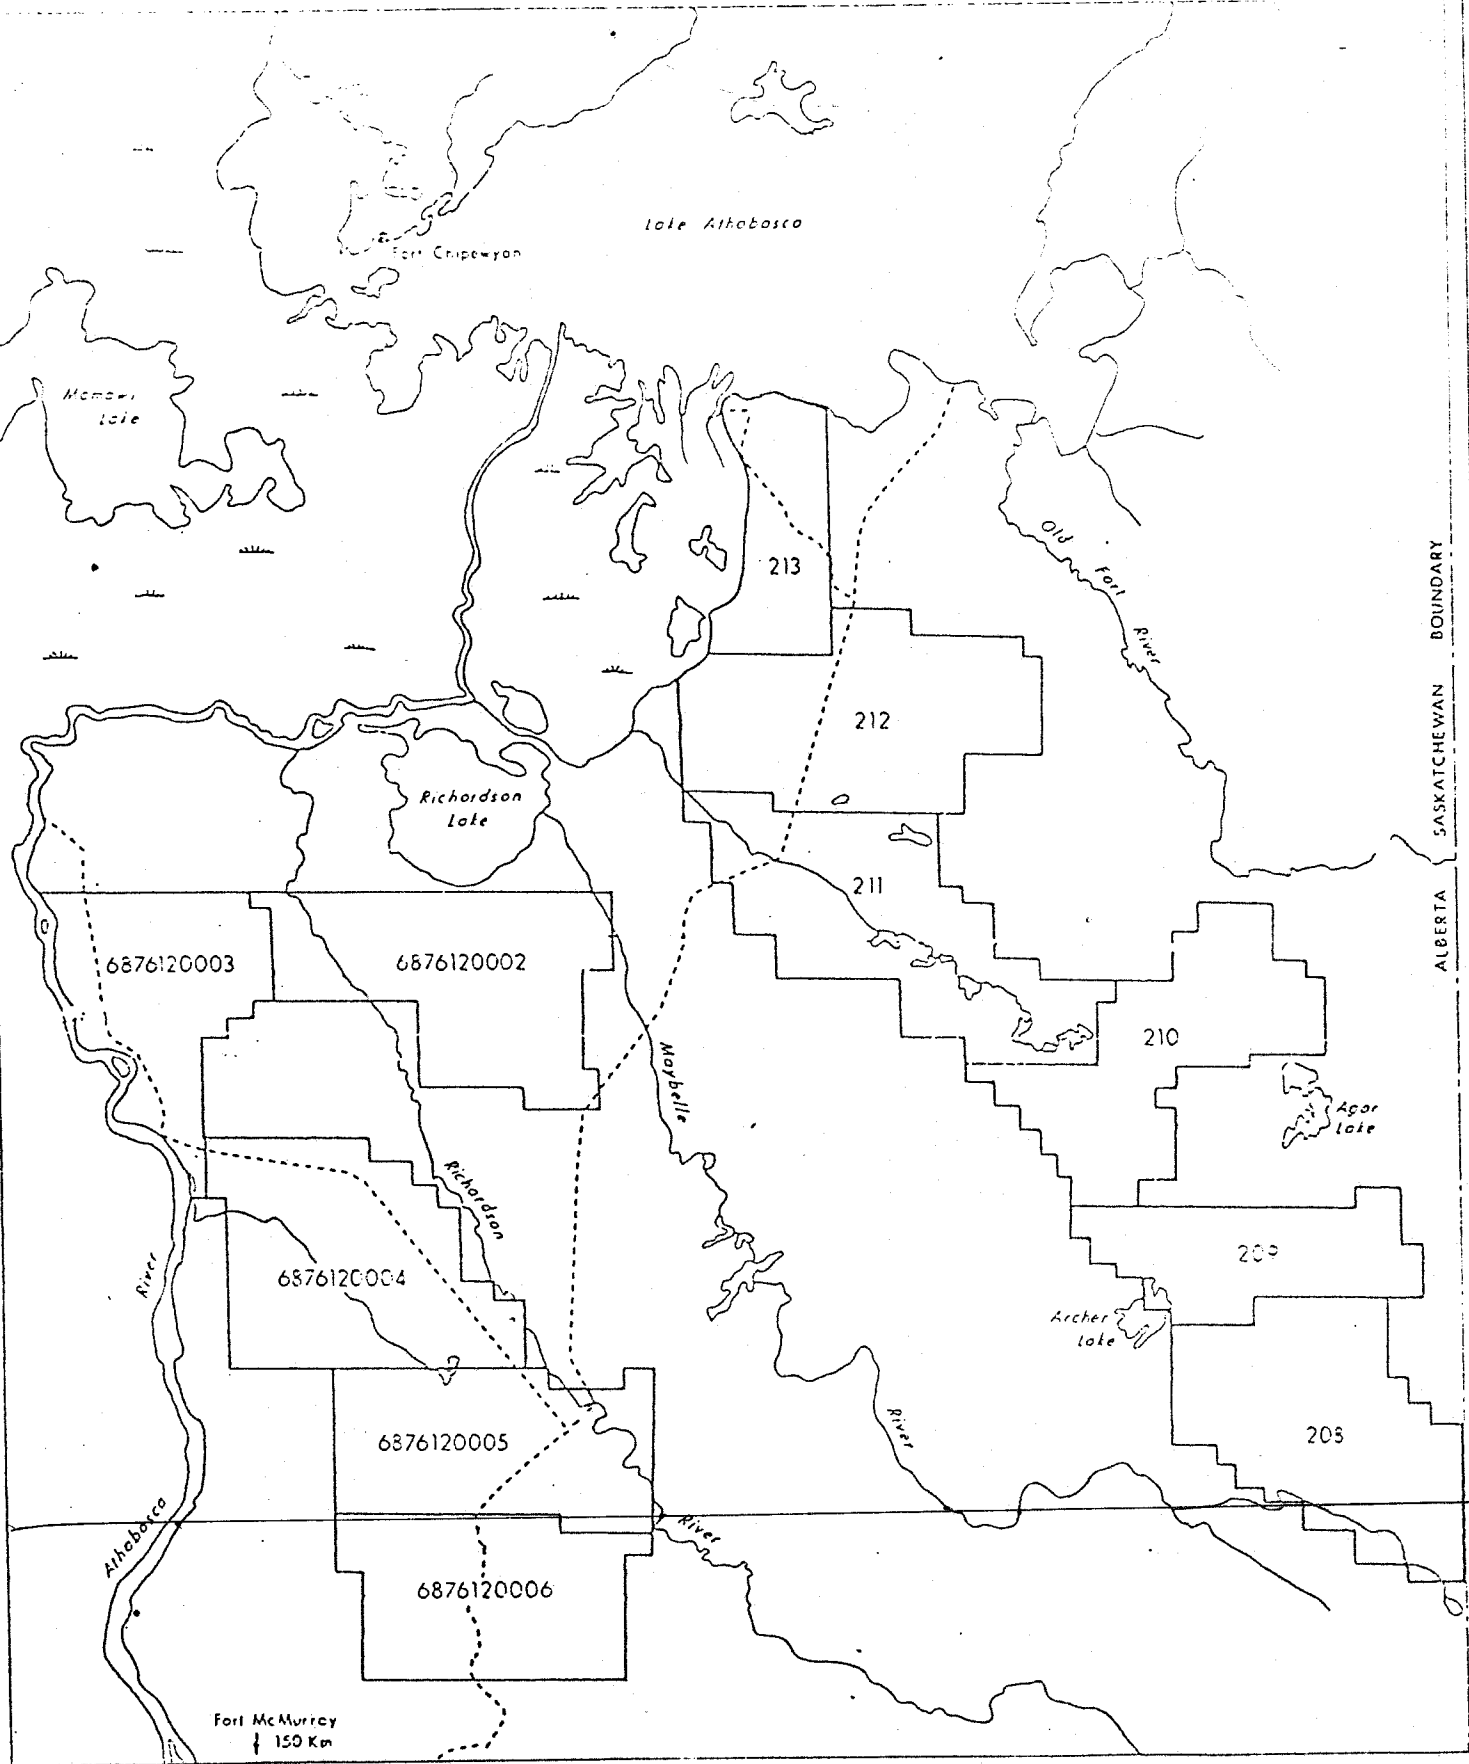 Lake Athabasca
Fort Chipewyan
Mamawi
Lake
Old Fort River
213
212
Richardson
Lake
211
6876120003
6876120002
210
Maybelle
Agar
Lake
Richardson
209
River
6876120004
Archer
Lake
River
208
6876120005
Athabasca
River
6876120006
Fort McMurray
150 Km
ALBERTA SASKATCHEWAN BOUNDARY